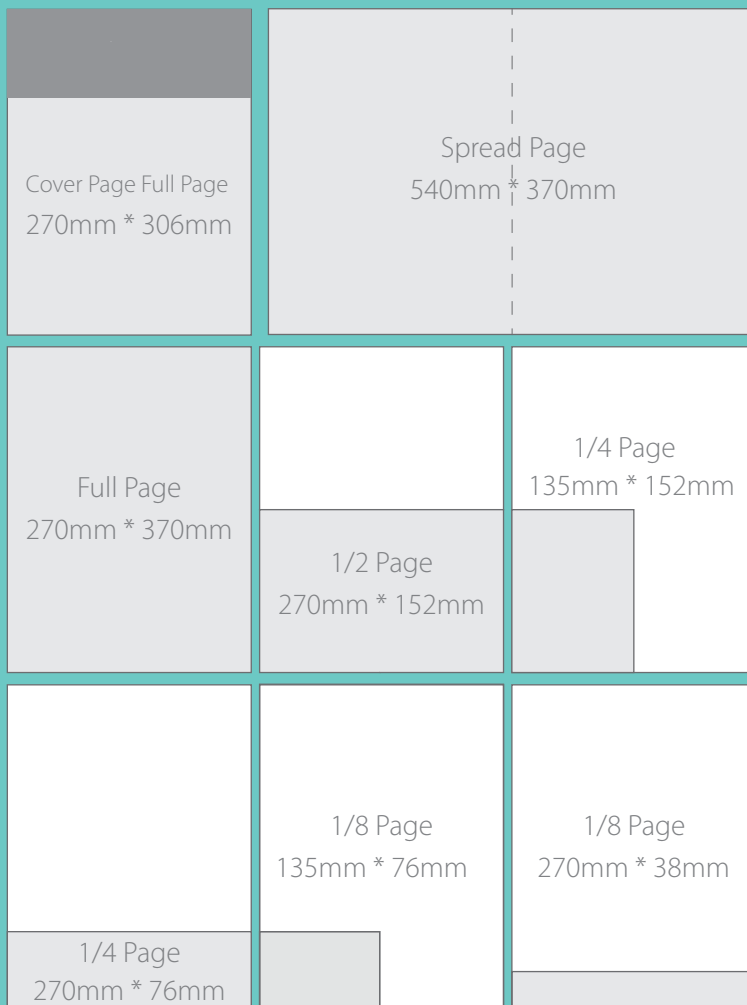 Cover Page Full Page
270mm * 306mm
Spread Page
540mm * 370mm
Full Page
270mm * 370mm
1/2 Page
270mm * 152mm
1/4 Page
135mm * 152mm
1/4 Page
270mm * 76mm
1/8 Page
135mm * 76mm
1/8 Page
270mm * 38mm